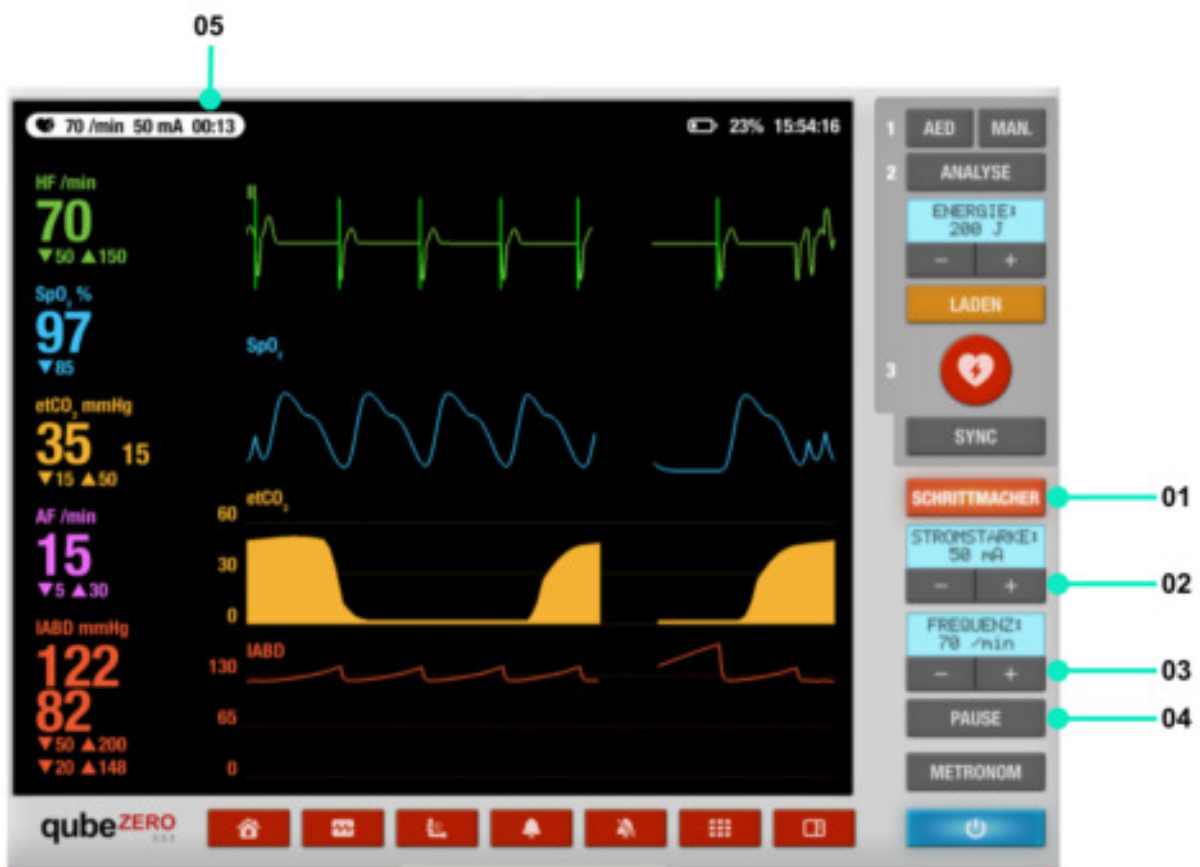 05
70 /min 50 mA 00:13
23% 15:54:16
HF /min
70
▼50 ▲150
II
SpO₂ %
97
▼85
SpO₂
etCO₂ mmHg
35 15
▼15 ▲50
etCO₂
60
30
0
AF /min
15
▼5 ▲30
IABD mmHg
122
82
▼50 ▲200
▼20 ▲148
IABD
130
65
0
1 AED MAN.
2 ANALYSE
ENERGIE:
200 J
- +
LADEN
3
SYNC
SCHRITTMACHER
01
STROMSTÄRKE:
50 mA
- +
02
FREQUENZ:
70 /min
- +
03
PAUSE
04
METRONOM
qubeZERO